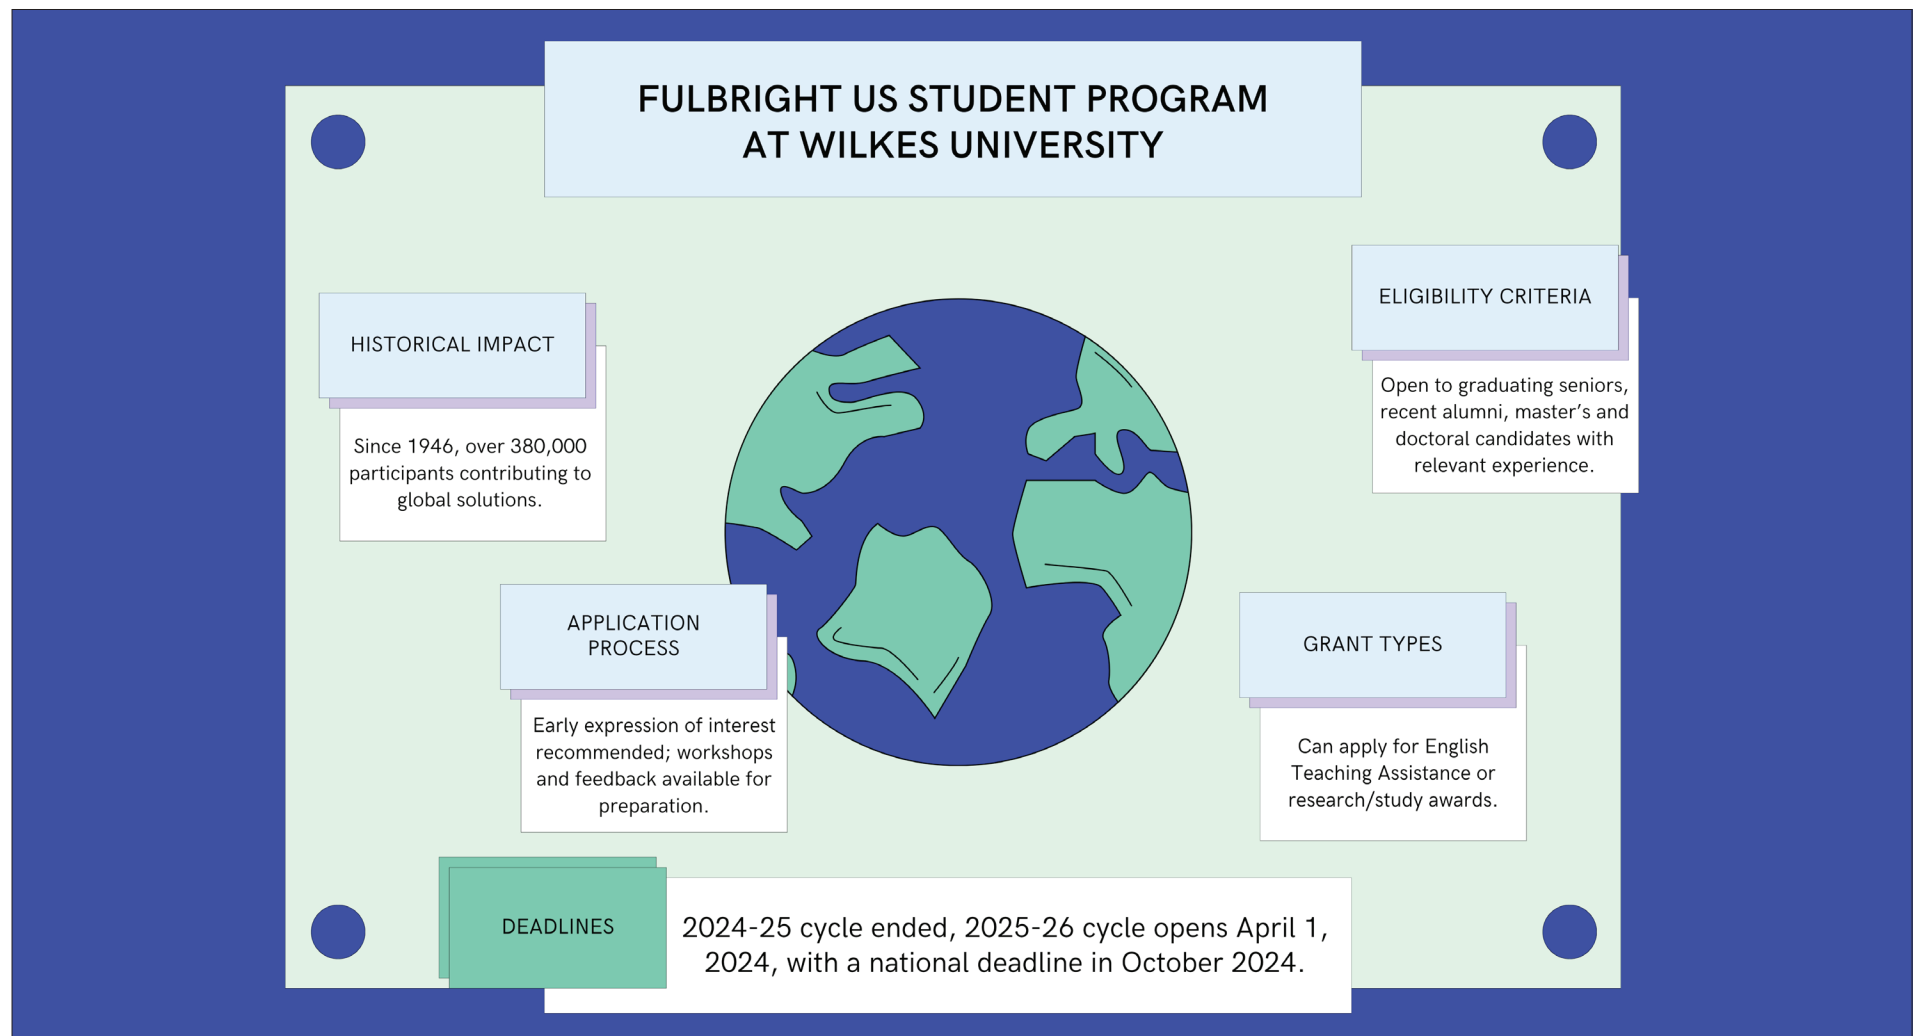 FULBRIGHT US STUDENT PROGRAM
AT WILKES UNIVERSITY
HISTORICAL IMPACT
Since 1946, over 380,000
participants contributing to
global solutions.
ELIGIBILITY CRITERIA
Open to graduating seniors,
recent alumni, master's and
doctoral candidates with
relevant experience.
APPLICATION
PROCESS
Early expression of interest
recommended; workshops
and feedback available for
preparation.
GRANT TYPES
Can apply for English
Teaching Assistance or
research/study awards.
DEADLINES
2024-25 cycle ended, 2025-26 cycle opens April 1,
2024, with a national deadline in October 2024.